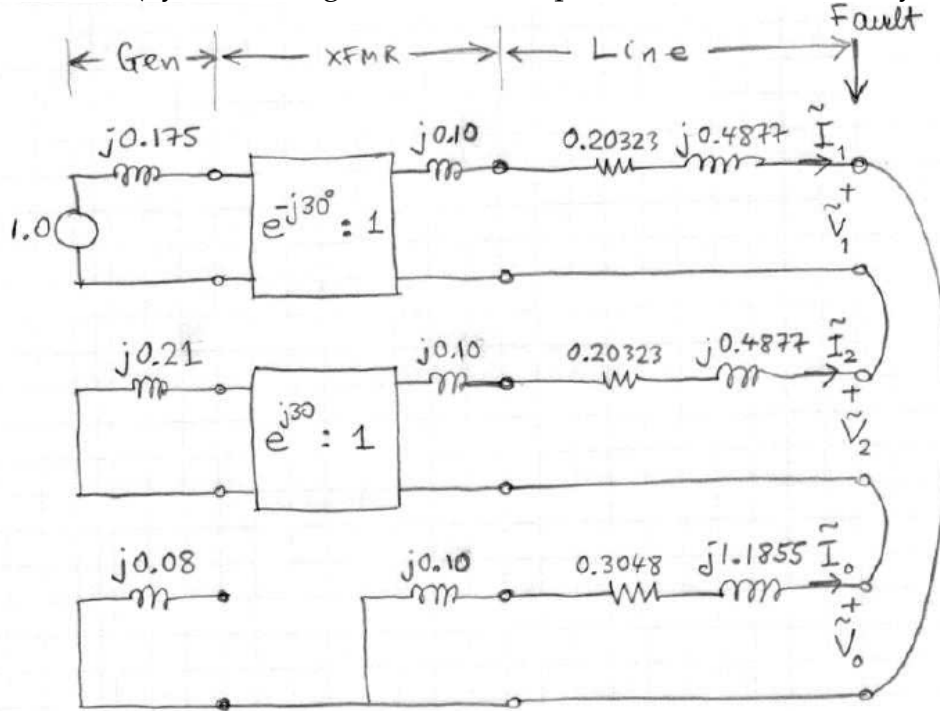 Fault
Gen XFMR Line
j0.175 j0.10 0.20323 j0.4877 Ĩ₁
1.0 e^-j30° : 1 + Ṽ₁
j0.21 j0.10 0.20323 j0.4877 Ĩ₂
e^j30 : 1 + Ṽ₂
j0.08 j0.10 0.3048 j1.1855 Ĩ₀
+ Ṽ₀